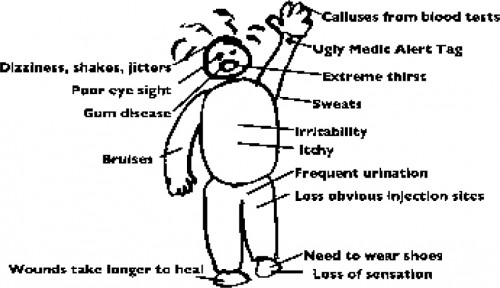 Calluses from blood tests
Ugly Medic Alert Tag
Dizziness, shakes, jitters
Extreme thirst
Poor eye sight
Gum disease
Sweats
Irritability
Itchy
Bruises
Frequent urination
Loss obvious injection sites
Need to wear shoes
Wounds take longer to heal
Loss of sensation